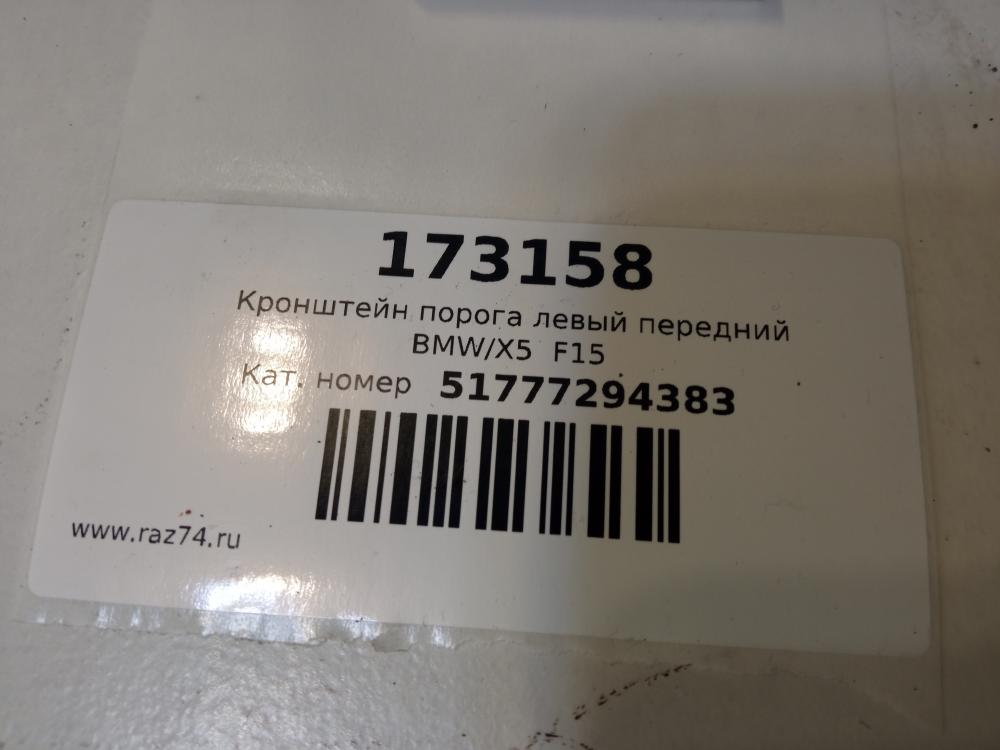 173158
Кронштейн порога левый передний
BMW/X5 F15
Кат. номер 51777294383
www.raz74.ru